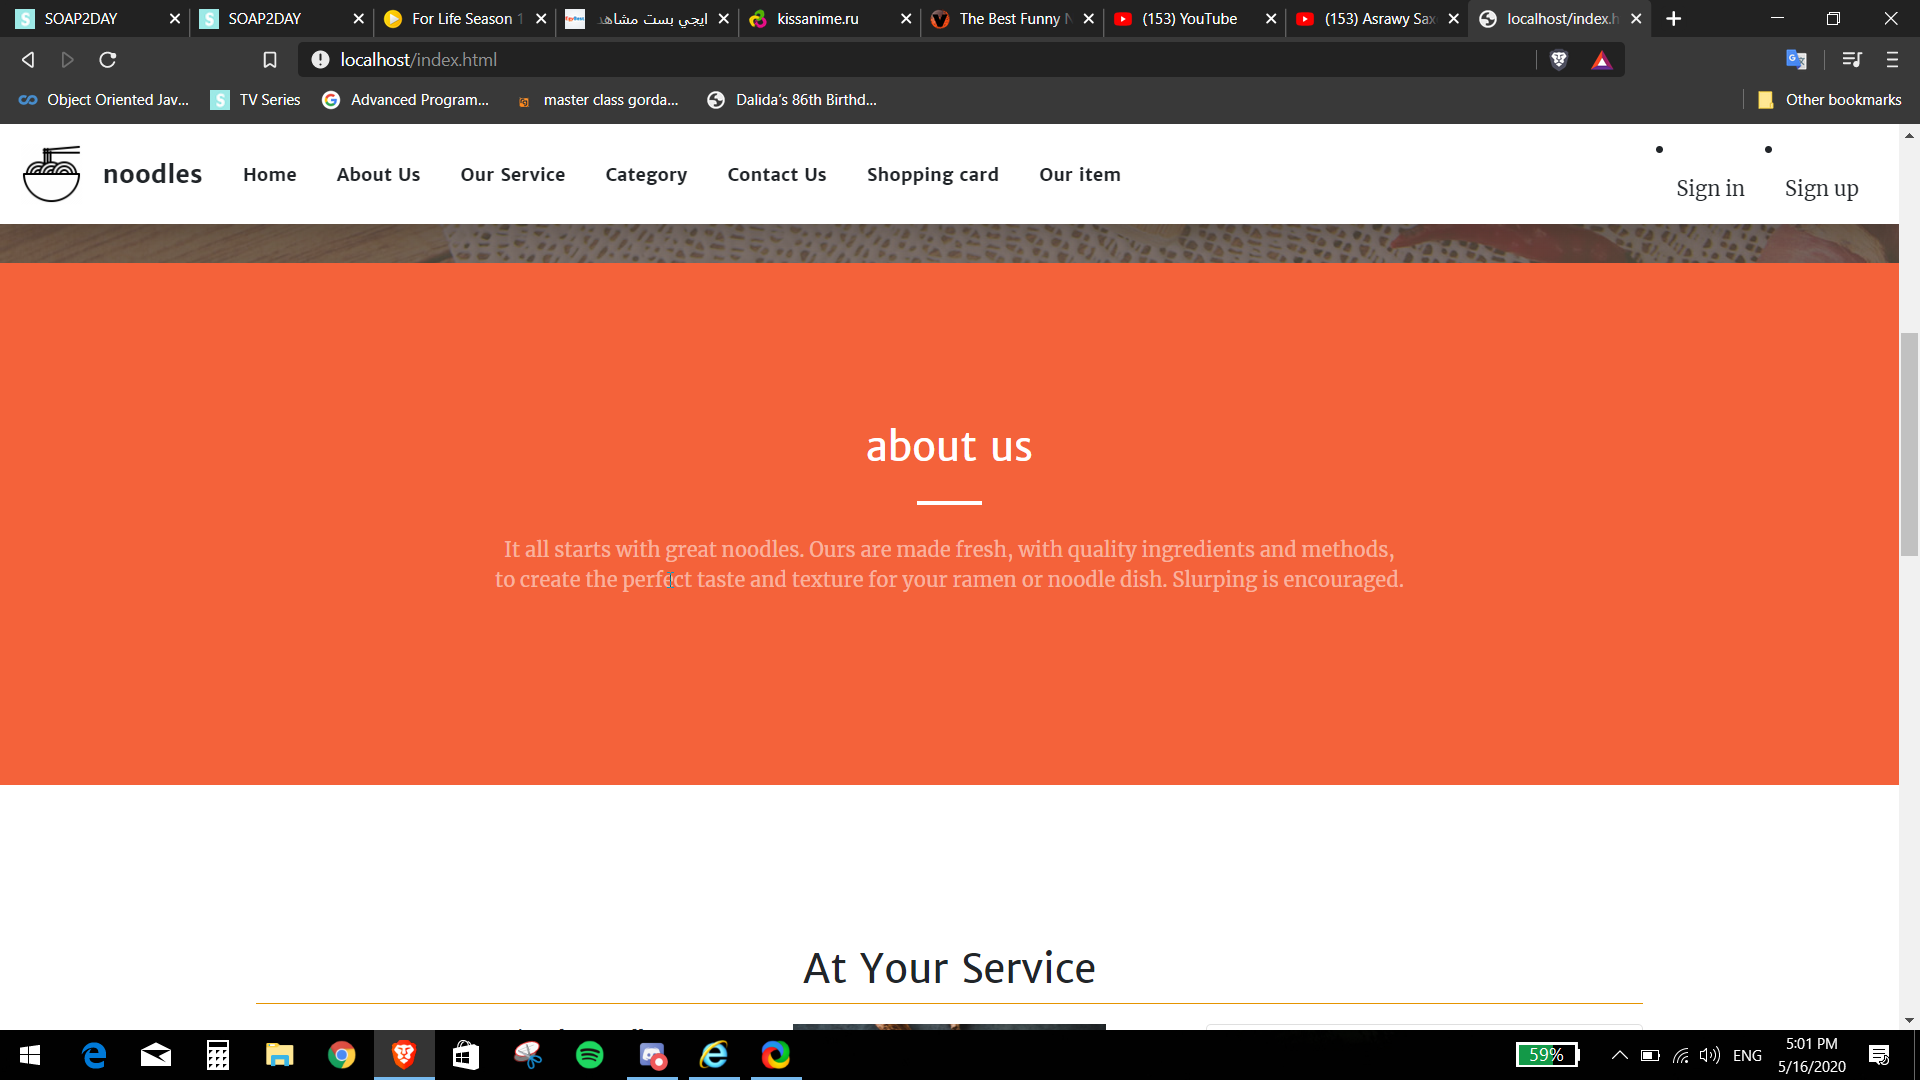 SOAP2DAY
SOAP2DAY
For Life Season 1
ايجي بست مشاهد
kissanime.ru
The Best Funny N
(153) YouTube
(153) Asrawy Sax
localhost/index.h
localhost/index.html
Object Oriented Jav...
TV Series
Advanced Program...
master class gorda...
Dalida's 86th Birthd...
Other bookmarks
noodles
Home
About Us
Our Service
Category
Contact Us
Shopping card
Our item
Sign in
Sign up
about us
It all starts with great noodles. Ours are made fresh, with quality ingredients and methods,
to create the perfect taste and texture for your ramen or noodle dish. Slurping is encouraged.
At Your Service
59%
ENG
5:01 PM
5/16/2020